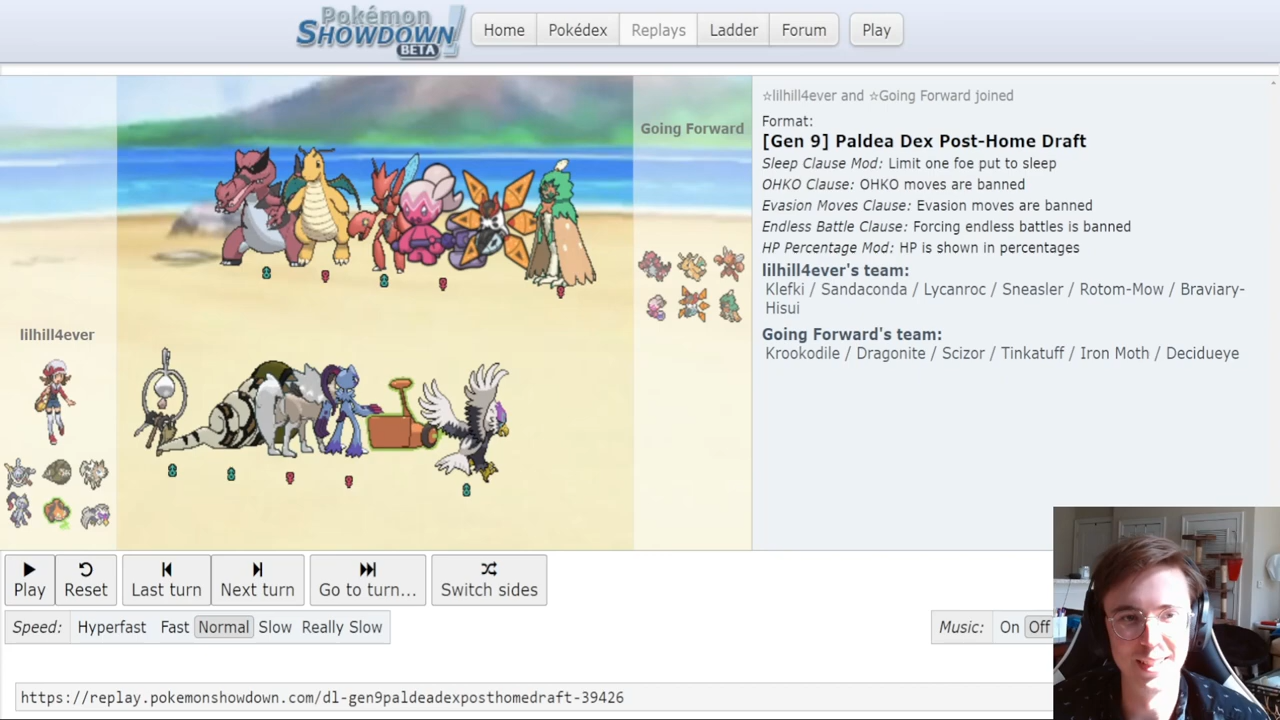 Pokémon
SHOWDOWN!
BETA
Home
Pokédex
Replays
Ladder
Forum
Play
☆lilhill4ever and ☆Going Forward joined
Format:
[Gen 9] Paldea Dex Post-Home Draft
Sleep Clause Mod: Limit one foe put to sleep
OHKO Clause: OHKO moves are banned
Evasion Moves Clause: Evasion moves are banned
Endless Battle Clause: Forcing endless battles is banned
HP Percentage Mod: HP is shown in percentages
lilhill4ever's team:
Klefki / Sandaconda / Lycanroc / Sneasler / Rotom-Mow / Braviary-
Hisui
Going Forward's team:
Krookodile / Dragonite / Scizor / Tinkatuff / Iron Moth / Decidueye
Going Forward
lilhill4ever
Play
Reset
Last turn
Next turn
Go to turn...
Switch sides
Speed: Hyperfast Fast Normal Slow Really Slow
Music: On Off
https://replay.pokemonshowdown.com/dl-gen9paldeadexposthomedraft-39426